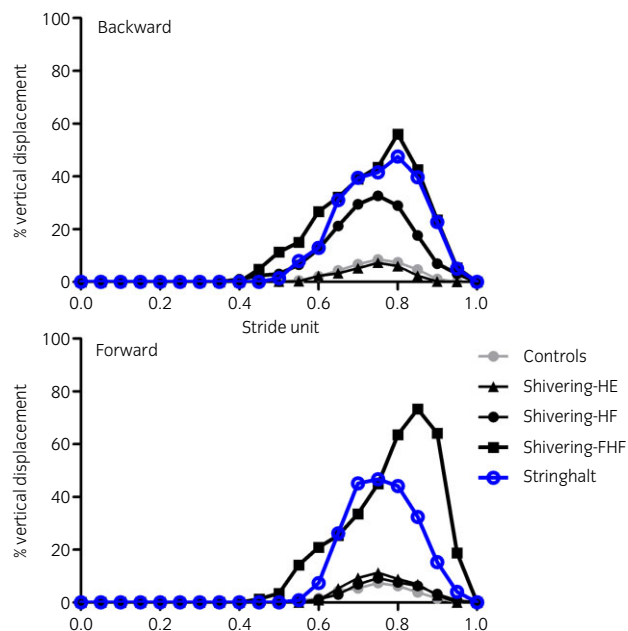 Backward
% vertical displacement
100
80
60
40
20
0
0.0 0.2 0.4 0.6 0.8 1.0
Stride unit
Forward
% vertical displacement
100
80
60
40
20
0
0.0 0.2 0.4 0.6 0.8 1.0
Controls
Shivering-HE
Shivering-HF
Shivering-FHF
Stringhalt